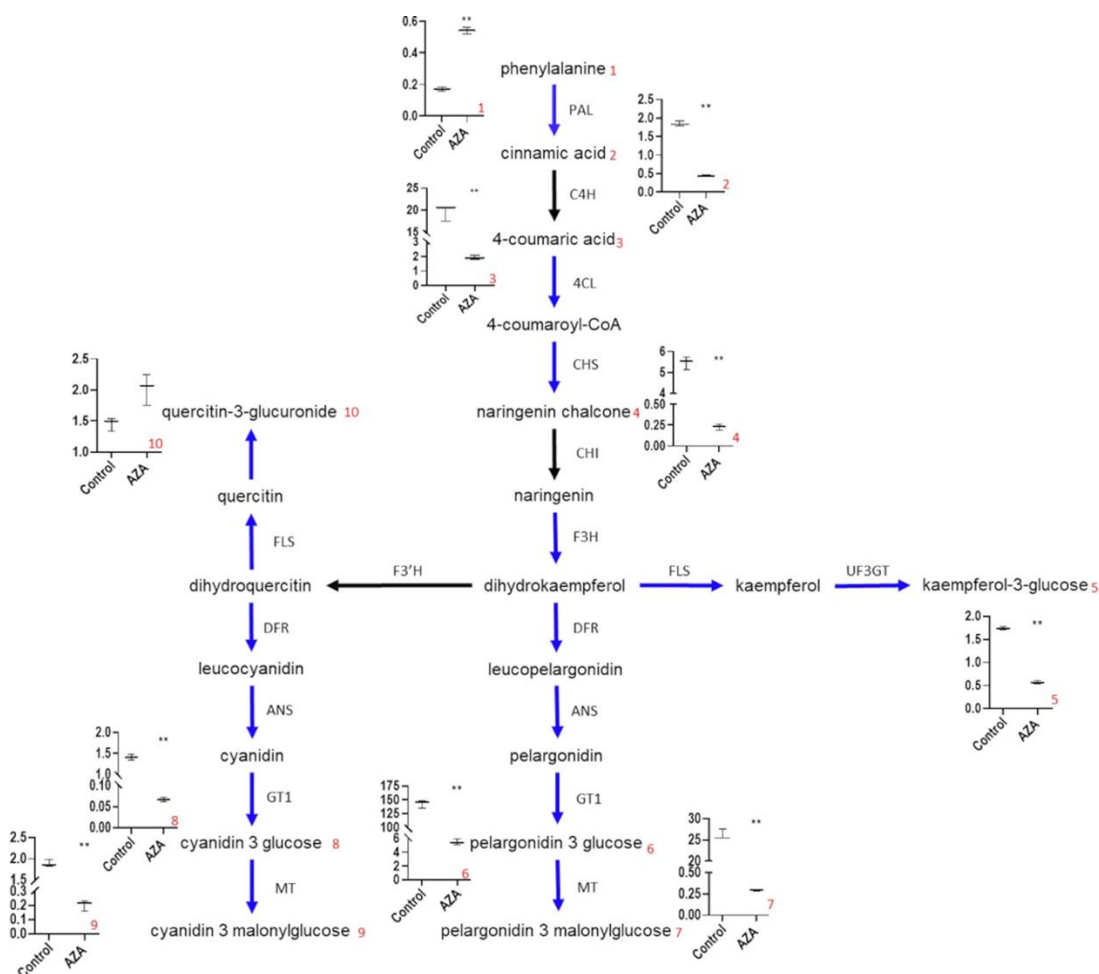 0.6
0.4
0.2
0.0
**
1
Control
AZA
phenylalanine 1
PAL
2.5
2.0
1.5
1.0
0.5
0.0
**
2
Control
AZA
cinnamic acid 2
C4H
25
20
15
3
2
1
0
**
3
Control
AZA
4-coumaric acid 3
4CL
4-coumaroyl-CoA
CHS
2.5
2.0
1.5
1.0
10
Control
AZA
quercitin-3-glucuronide 10
naringenin chalcone 4
6
5
4
0.50
0.25
0.00
**
4
Control
AZA
CHI
quercitin
naringenin
FLS
F3H
dihydroquercitin
F3'H
dihydrokaempferol
FLS
kaempferol
UF3GT
kaempferol-3-glucose 5
DFR
DFR
2.0
1.5
1.0
0.5
0.0
**
5
Control
AZA
leucocyanidin
leucopelargonidin
ANS
ANS
2.0
1.5
1.0
0.10
0.05
0.00
**
8
Control
AZA
cyanidin
pelargonidin
GT1
GT1
175
150
125
100
6
4
2
0
**
6
Control
AZA
cyanidin 3 glucose 8
pelargonidin 3 glucose 6
30
25
20
0.50
0.25
0.00
**
7
Control
AZA
2.5
2.0
1.5
0.3
0.2
0.1
0.0
**
9
Control
AZA
MT
MT
cyanidin 3 malonylglucose 9
pelargonidin 3 malonylglucose 7